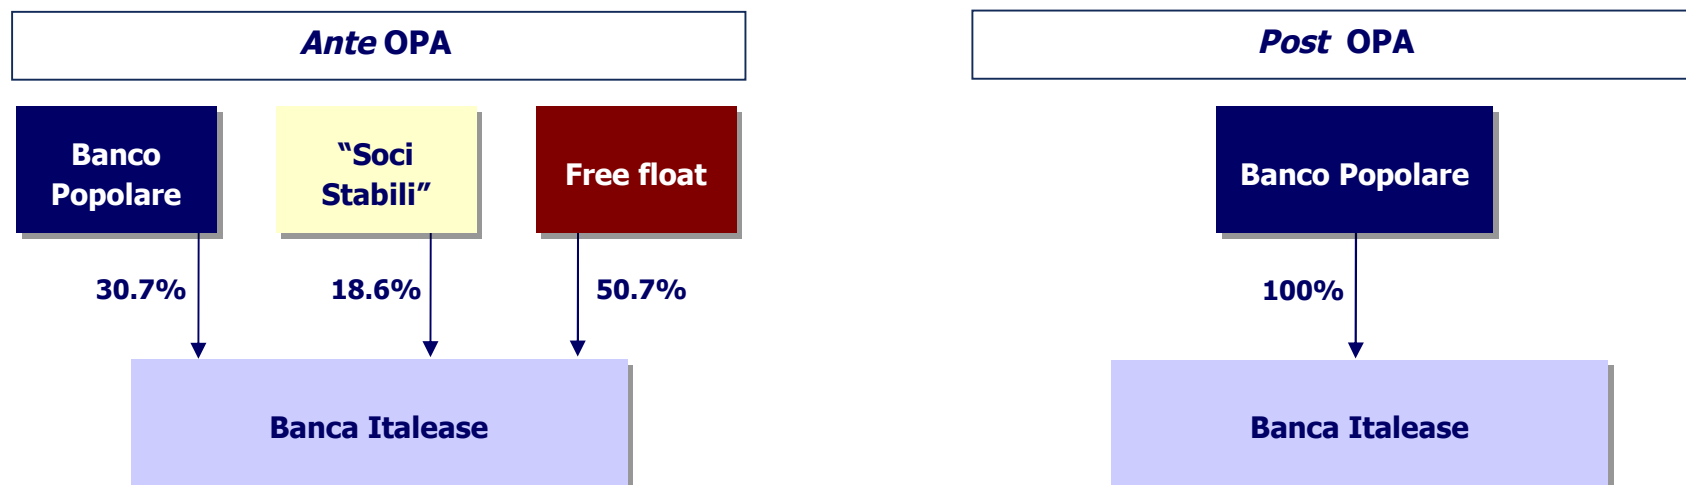 Ante OPA
Banco
Popolare
“Soci
Stabili”
Free float
30.7%
18.6%
50.7%
Banca Italease
Post OPA
Banco Popolare
100%
Banca Italease